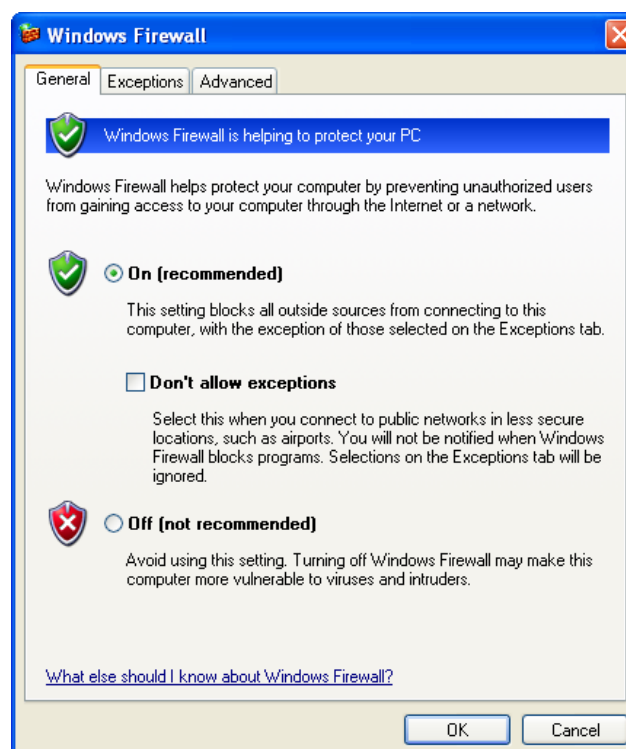 Windows Firewall
General Exceptions Advanced
Windows Firewall is helping to protect your PC
Windows Firewall helps protect your computer by preventing unauthorized users
from gaining access to your computer through the Internet or a network.
On (recommended)
This setting blocks all outside sources from connecting to this
computer, with the exception of those selected on the Exceptions tab.
Don't allow exceptions
Select this when you connect to public networks in less secure
locations, such as airports. You will not be notified when Windows
Firewall blocks programs. Selections on the Exceptions tab will be
ignored.
Off (not recommended)
Avoid using this setting. Turning off Windows Firewall may make this
computer more vulnerable to viruses and intruders.
What else should I know about Windows Firewall?
OK Cancel